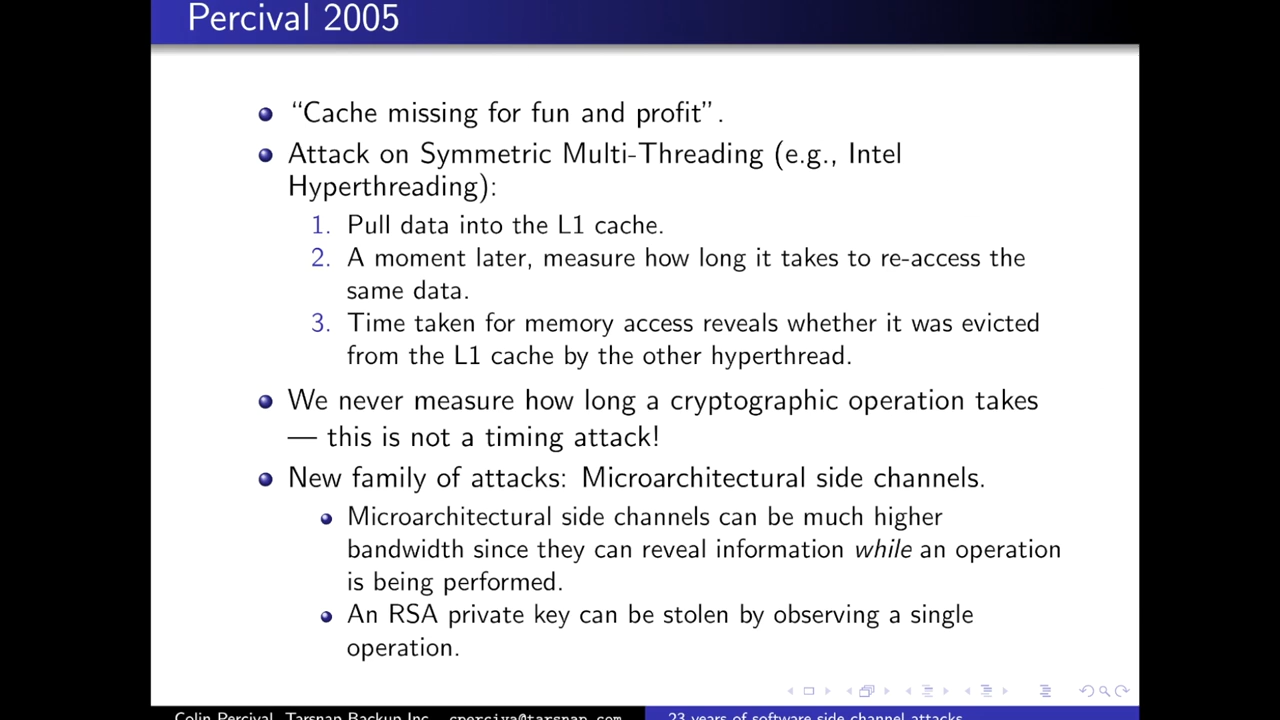 Percival 2005
“Cache missing for fun and profit”.
Attack on Symmetric Multi-Threading (e.g., Intel
Hyperthreading):
1. Pull data into the L1 cache.
2. A moment later, measure how long it takes to re-access the
same data.
3. Time taken for memory access reveals whether it was evicted
from the L1 cache by the other hyperthread.
We never measure how long a cryptographic operation takes
— this is not a timing attack!
New family of attacks: Microarchitectural side channels.
Microarchitectural side channels can be much higher
bandwidth since they can reveal information while an operation
is being performed.
An RSA private key can be stolen by observing a single
operation.
Colin Percival, Tarsnap Backup Inc. cperciva@tarsnap.com 23 years of software side channel attacks